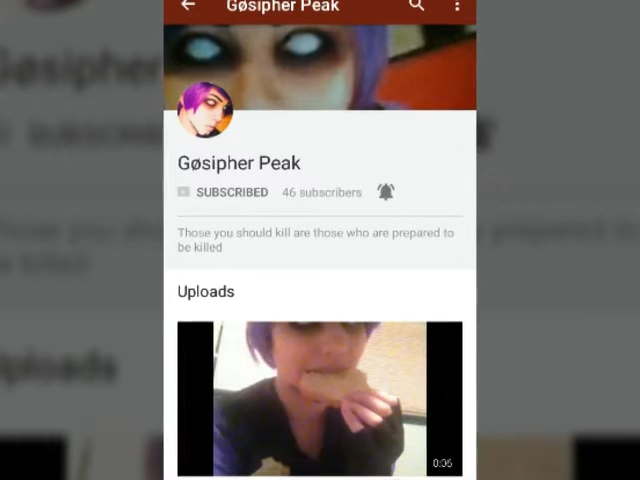 Gøsipher Peak
Gøsipher Peak
SUBSCRIBED 46 subscribers
Those you should kill are those who are prepared to
be killed
Uploads
0:06